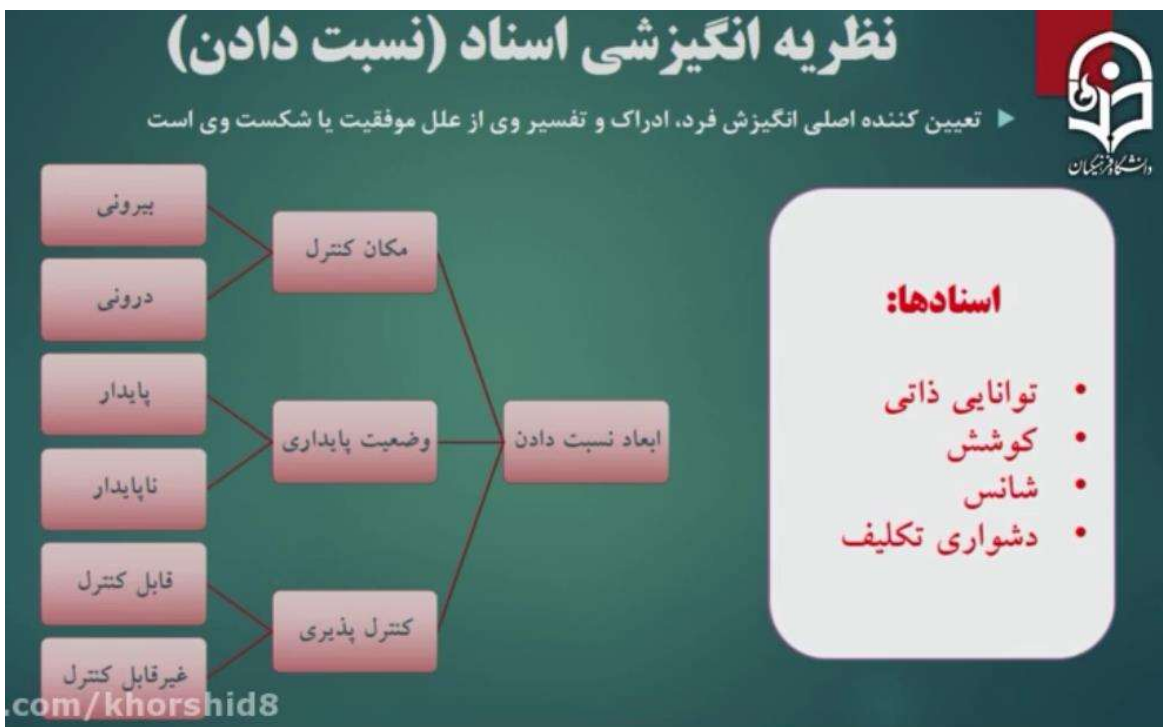 نظریه انگیزشی اسناد (نسبت دادن)
تعیین کننده اصلی انگیزش فرد، ادراک و تفسیر وی از علل موفقیت یا شکست وی است
دانشگاه فرهنگیان
اسنادها:
• توانایی ذاتی
• کوشش
• شانس
• دشواری تکلیف
ابعاد نسبت دادن
مکان کنترل
بیرونی
درونی
وضعیت پایداری
پایدار
ناپایدار
کنترل پذیری
قابل کنترل
غیرقابل کنترل
.com/khorshid8